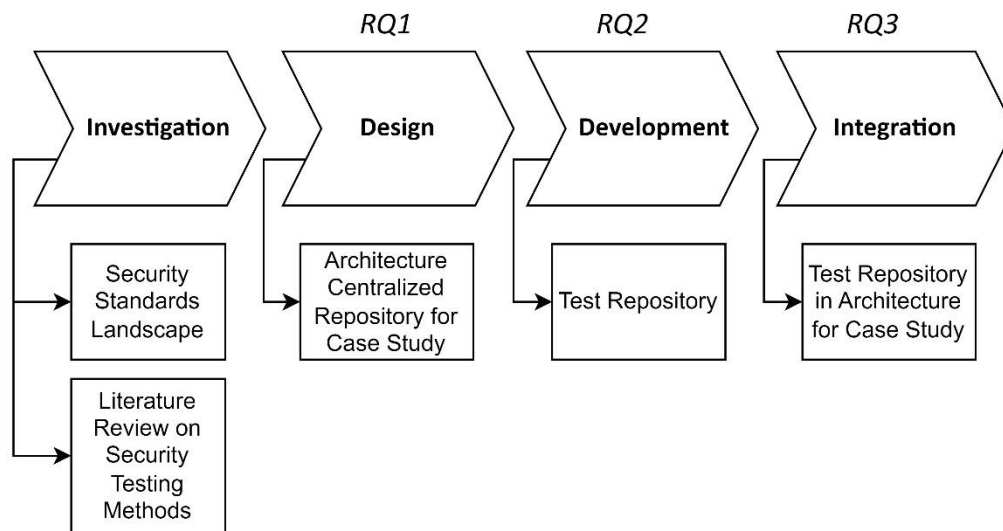 RQ1
RQ2
RQ3
Investigation
Design
Development
Integration
Security
Standards
Landscape
Architecture
Centralized
Repository for
Case Study
Test Repository
Test Repository
in Architecture
for Case Study
Literature
Review on
Security
Testing
Methods